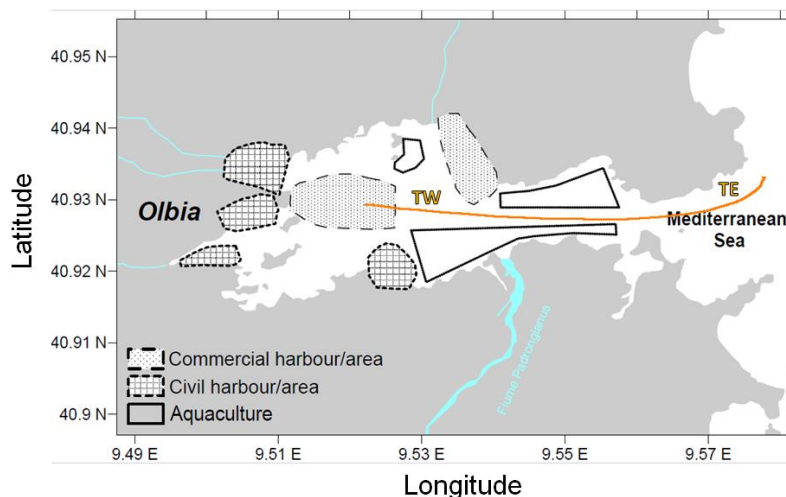 40.95 N
40.94 N
40.93 N
40.92 N
40.91 N
40.9 N
Latitude
Olbia
TW
TE
Mediterranean
Sea
Fiume Padrongianus
Commercial harbour/area
Civil harbour/area
Aquaculture
9.49 E
9.51 E
9.53 E
9.55 E
9.57 E
Longitude